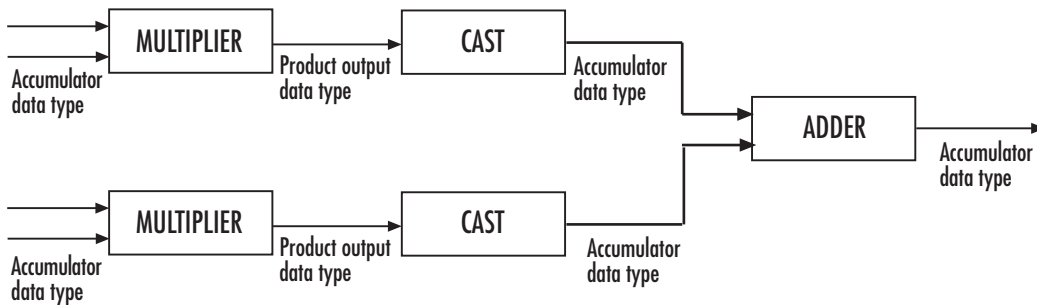 MULTIPLIER
CAST
Accumulator
data type
Product output
data type
Accumulator
data type
ADDER
Accumulator
data type
MULTIPLIER
CAST
Accumulator
data type
Product output
data type
Accumulator
data type